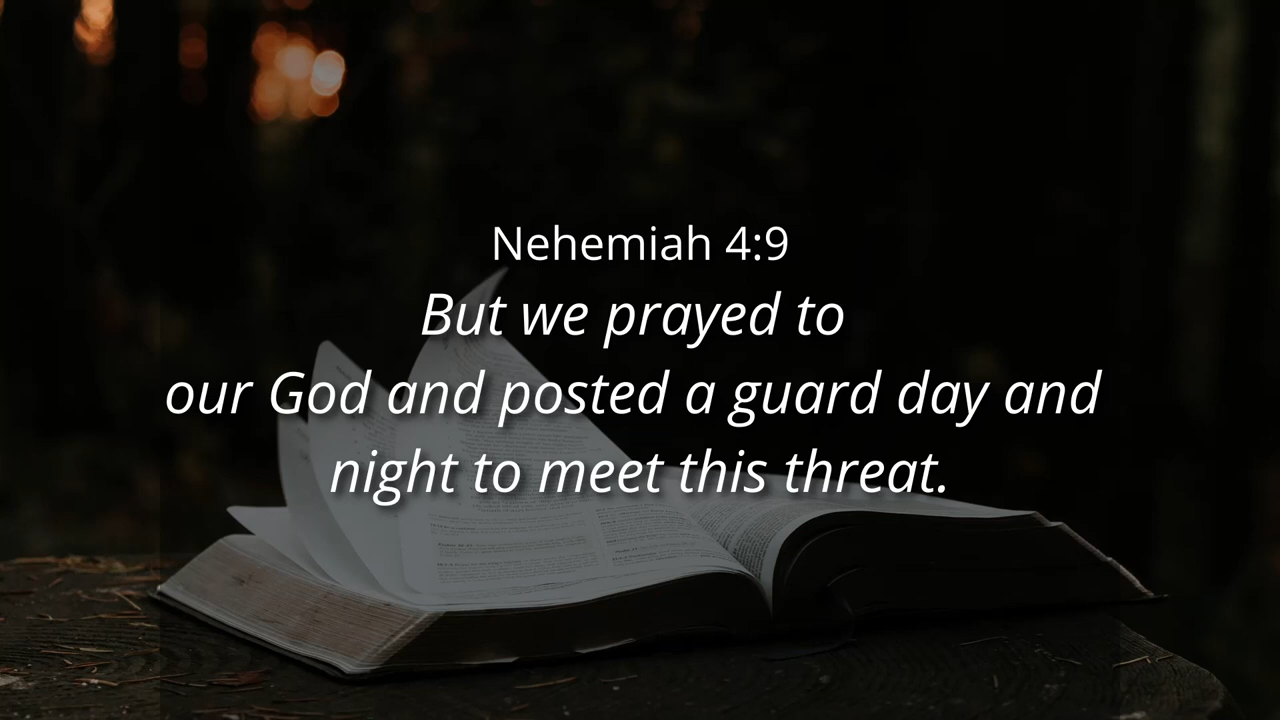 Nehemiah 4:9
But we prayed to
our God and posted a guard day and
night to meet this threat.